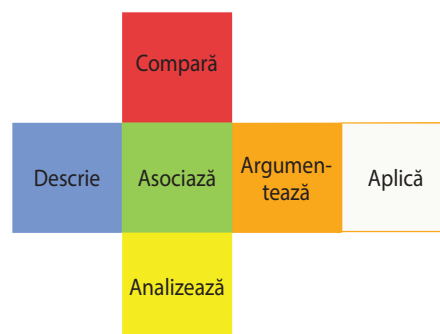 Compară
Descrie
Asociază
Argumen-
tează
Aplică
Analizează